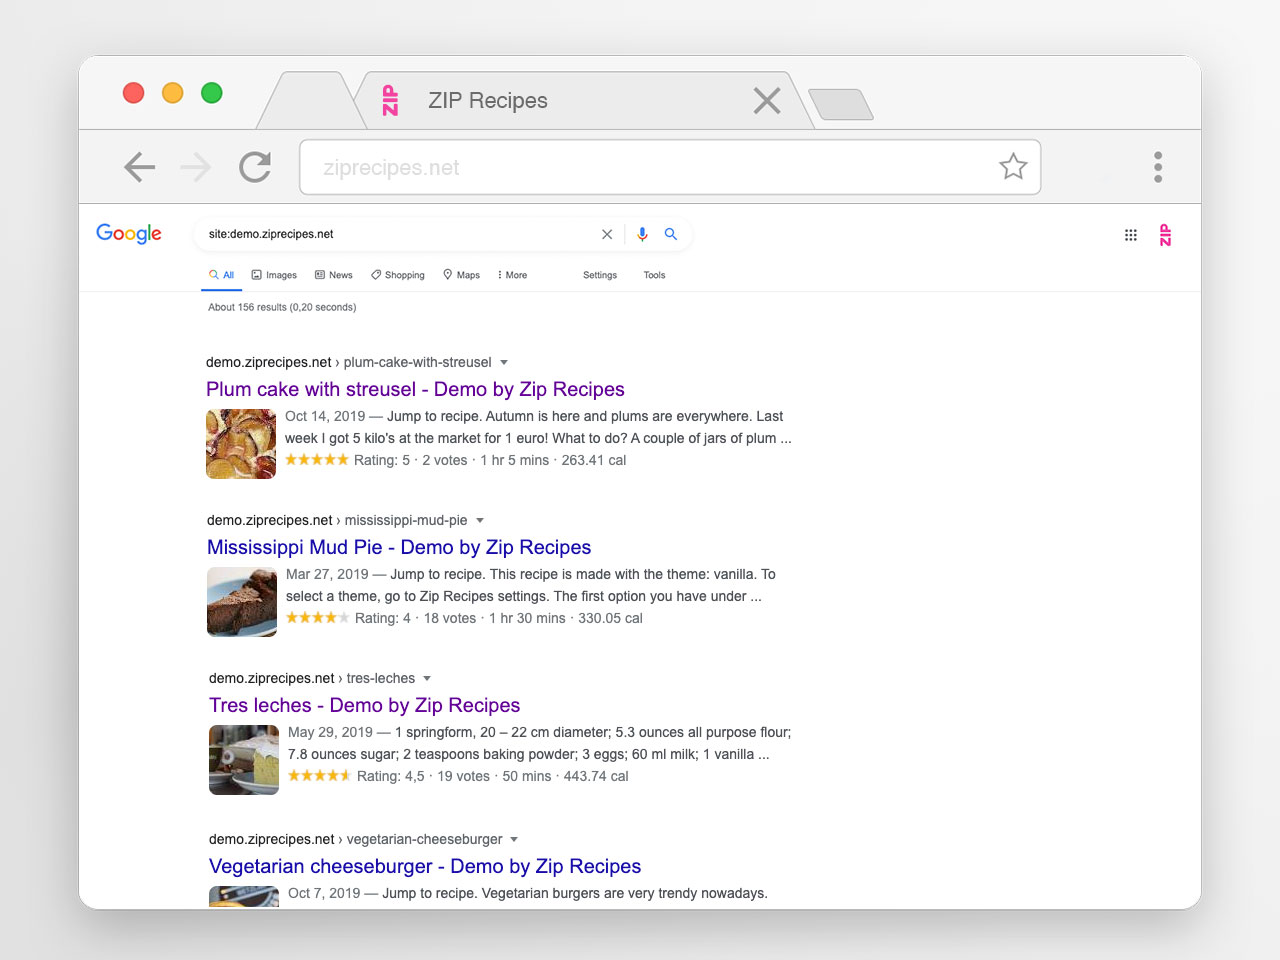 ZIP ZIP Recipes
ziprecipes.net
Google site:demo.ziprecipes.net ZIP
All Images News Shopping Maps More Settings Tools
About 156 results (0,20 seconds)
demo.ziprecipes.net › plum-cake-with-streusel
Plum cake with streusel - Demo by Zip Recipes
Oct 14, 2019 — Jump to recipe. Autumn is here and plums are everywhere. Last
week I got 5 kilo's at the market for 1 euro! What to do? A couple of jars of plum ...
Rating: 5 · 2 votes · 1 hr 5 mins · 263.41 cal
demo.ziprecipes.net › mississippi-mud-pie
Mississippi Mud Pie - Demo by Zip Recipes
Mar 27, 2019 — Jump to recipe. This recipe is made with the theme: vanilla. To
select a theme, go to Zip Recipes settings. The first option you have under ...
Rating: 4 · 18 votes · 1 hr 30 mins · 330.05 cal
demo.ziprecipes.net › tres-leches
Tres leches - Demo by Zip Recipes
May 29, 2019 — 1 springform, 20 – 22 cm diameter; 5.3 ounces all purpose flour;
7.8 ounces sugar; 2 teaspoons baking powder; 3 eggs; 60 ml milk; 1 vanilla ...
Rating: 4,5 · 19 votes · 50 mins · 443.74 cal
demo.ziprecipes.net › vegetarian-cheeseburger
Vegetarian cheeseburger - Demo by Zip Recipes
Oct 7, 2019 — Jump to recipe. Vegetarian burgers are very trendy nowadays.